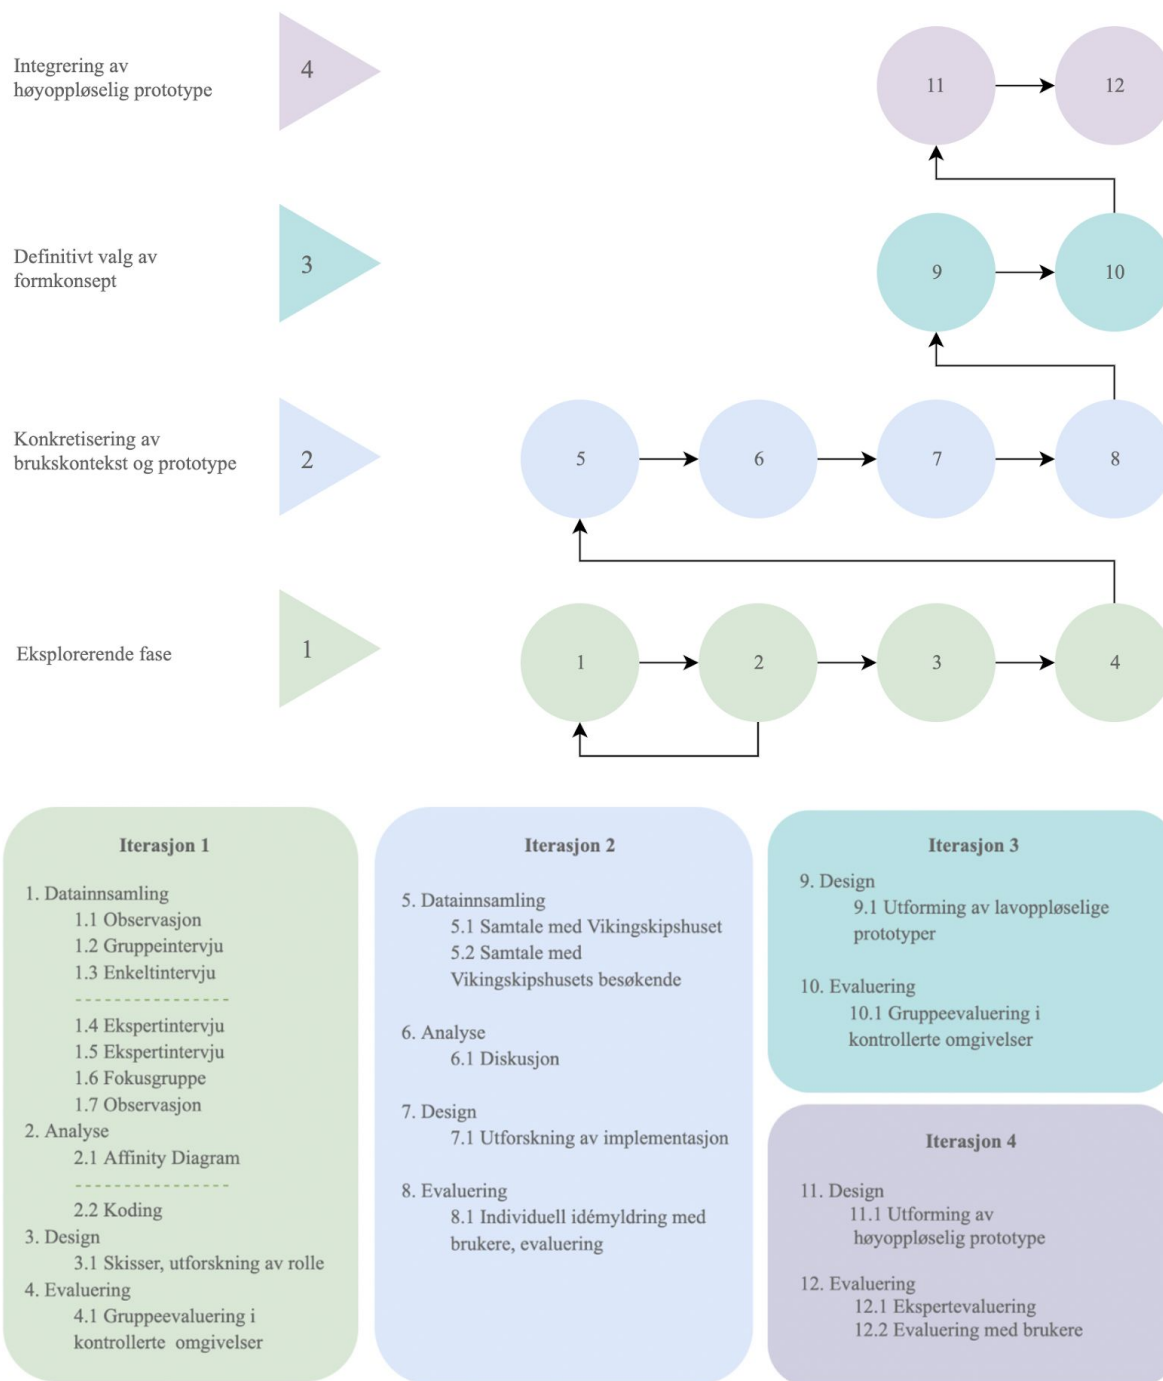 Integrering av
høyoppløselig prototype
4
11
12
Definitivt valg av
formkonsept
3
9
10
Konkretisering av
brukskontekst og prototype
2
5
6
7
8
Eksplorerende fase
1
1
2
3
4
Iterasjon 1
1. Datainnsamling
1.1 Observasjon
1.2 Gruppeintervju
1.3 Enkeltintervju
1.4 Ekspertintervju
1.5 Ekspertintervju
1.6 Fokusgruppe
1.7 Observasjon
2. Analyse
2.1 Affinity Diagram
2.2 Koding
3. Design
3.1 Skisser, utforskning av rolle
4. Evaluering
4.1 Gruppeevaluering i
kontrollerte omgivelser
Iterasjon 2
5. Datainnsamling
5.1 Samtale med Vikingskipshuset
5.2 Samtale med
Vikingskipshusets besøkende
6. Analyse
6.1 Diskusjon
7. Design
7.1 Utforskning av implementasjon
8. Evaluering
8.1 Individuell idémyldring med
brukere, evaluering
Iterasjon 3
9. Design
9.1 Utforming av lavoppløselige
prototyper
10. Evaluering
10.1 Gruppeevaluering i
kontrollerte omgivelser
Iterasjon 4
11. Design
11.1 Utforming av
høyoppløselig prototype
12. Evaluering
12.1 Ekspertevaluering
12.2 Evaluering med brukere